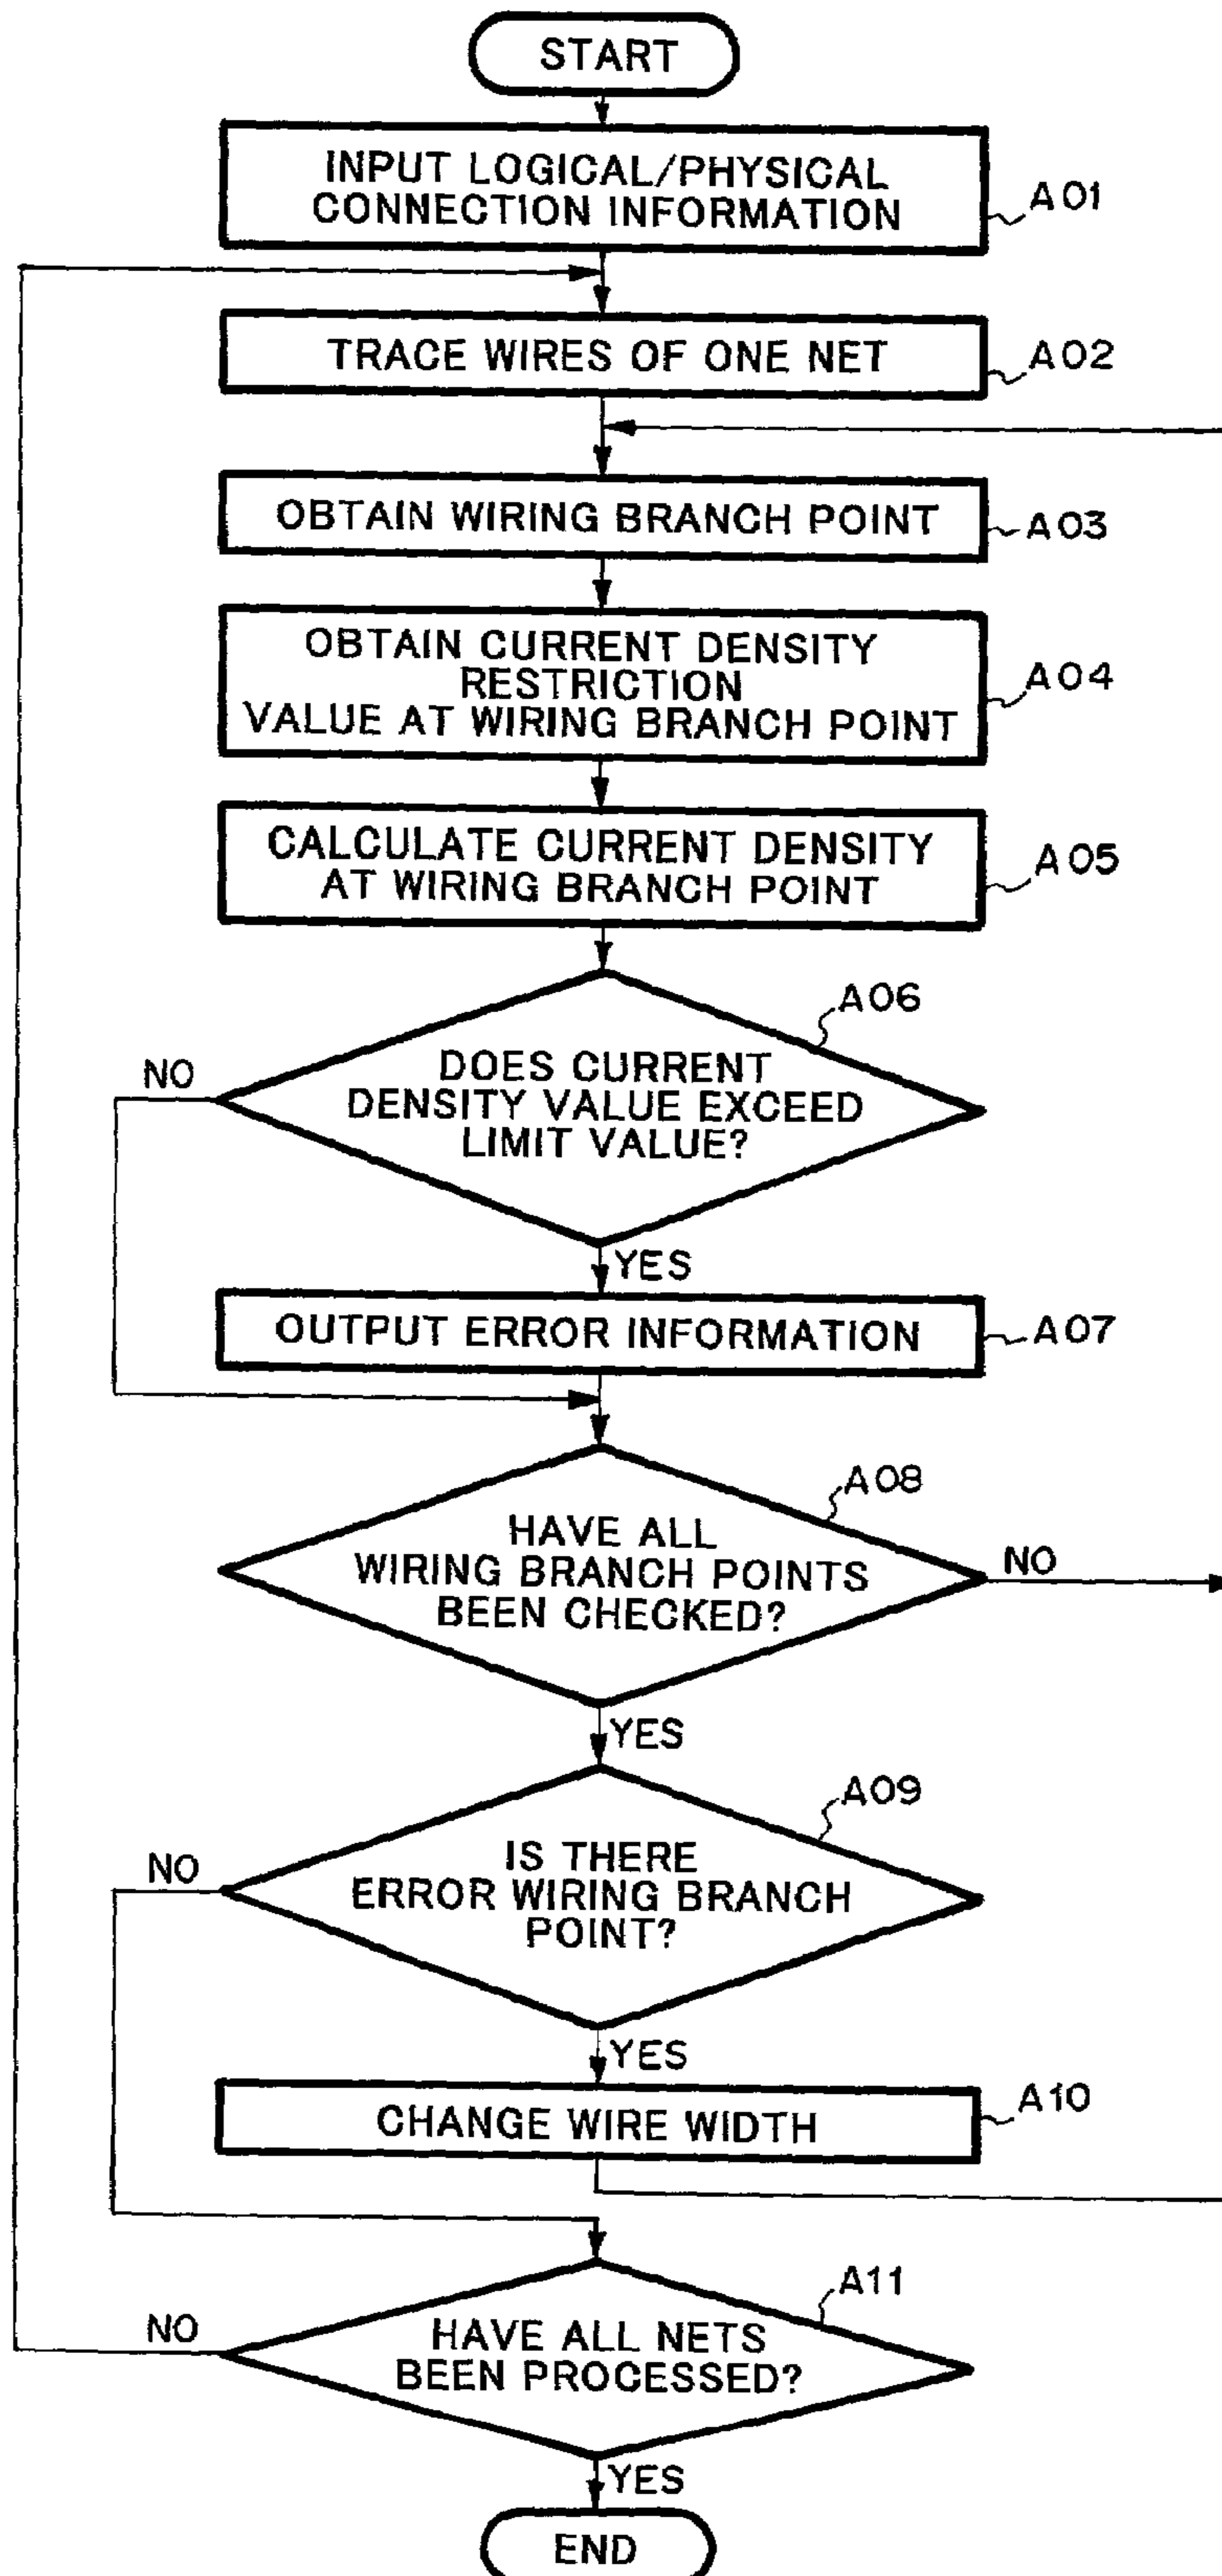 START
INPUT LOGICAL/PHYSICAL
CONNECTION INFORMATION
A01
TRACE WIRES OF ONE NET
A02
OBTAIN WIRING BRANCH POINT
A03
OBTAIN CURRENT DENSITY
RESTRICTION
VALUE AT WIRING BRANCH POINT
A04
CALCULATE CURRENT DENSITY
AT WIRING BRANCH POINT
A05
A06
NO
DOES CURRENT
DENSITY VALUE EXCEED
LIMIT VALUE?
YES
OUTPUT ERROR INFORMATION
A07
A08
HAVE ALL
WIRING BRANCH POINTS
BEEN CHECKED?
NO
YES
A09
NO
IS THERE
ERROR WIRING BRANCH
POINT?
YES
CHANGE WIRE WIDTH
A10
A11
NO
HAVE ALL NETS
BEEN PROCESSED?
YES
END